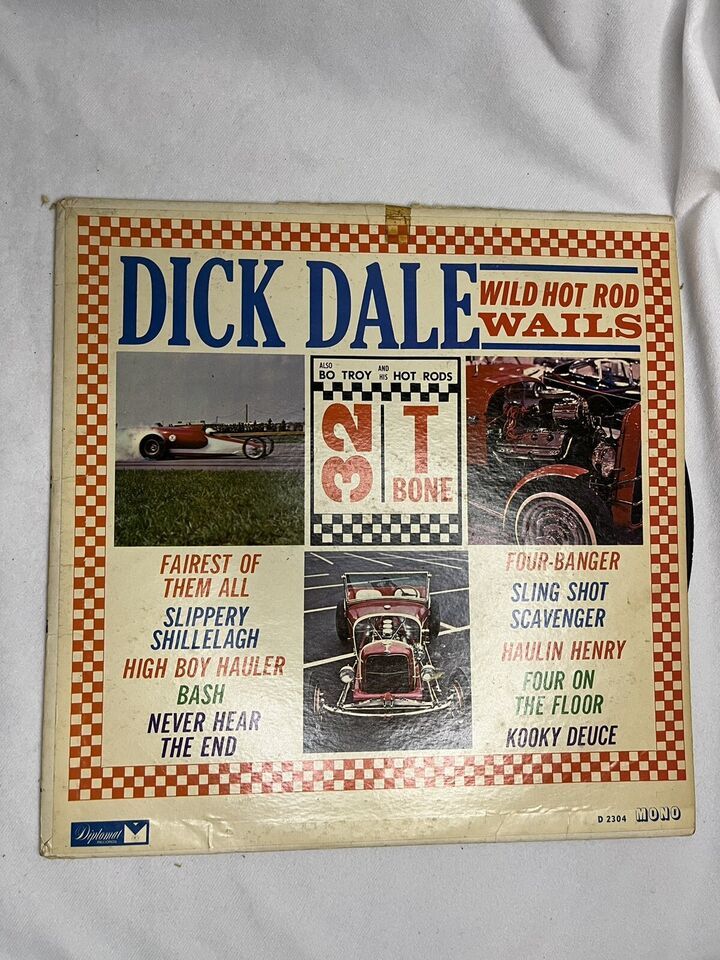 DICK DALE
WILD HOT ROD
WAILS
ALSO
BO TROY AND HIS HOT RODS
32
T
BONE
FAIREST OF
THEM ALL
SLIPPERY
SHILLELAGH
HIGH BOY HAULER
BASH
NEVER HEAR
THE END
FOUR-BANGER
SLING SHOT
SCAVENGER
HAULIN HENRY
FOUR ON
THE FLOOR
KOOKY DEUCE
Diplomat
RECORDS
D 2304 MONO